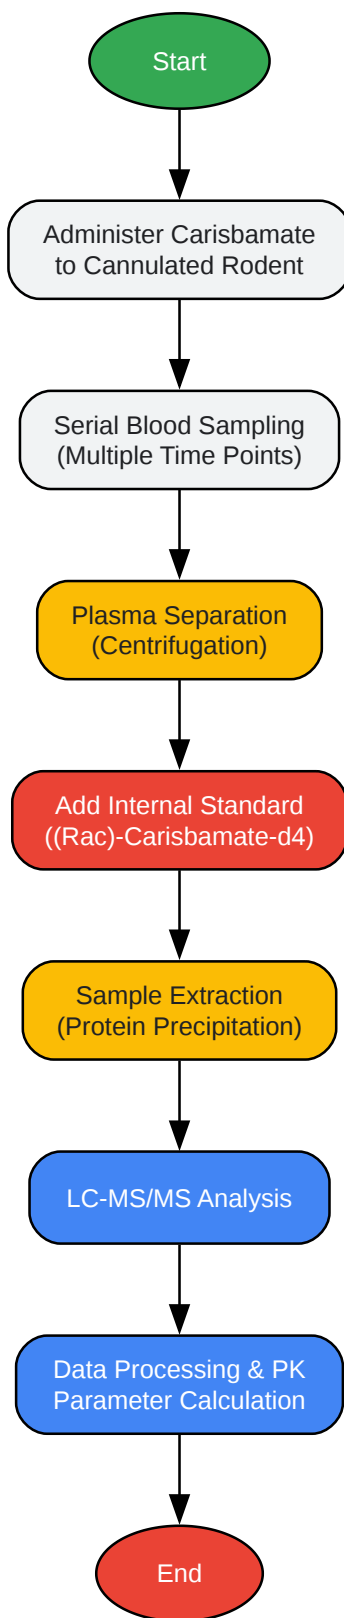 Start
Administer Carisbamate
to Cannulated Rodent
Serial Blood Sampling
(Multiple Time Points)
Plasma Separation
(Centrifugation)
Add Internal Standard
((Rac)-Carisbamate-d4)
Sample Extraction
(Protein Precipitation)
LC-MS/MS Analysis
Data Processing & PK
Parameter Calculation
End